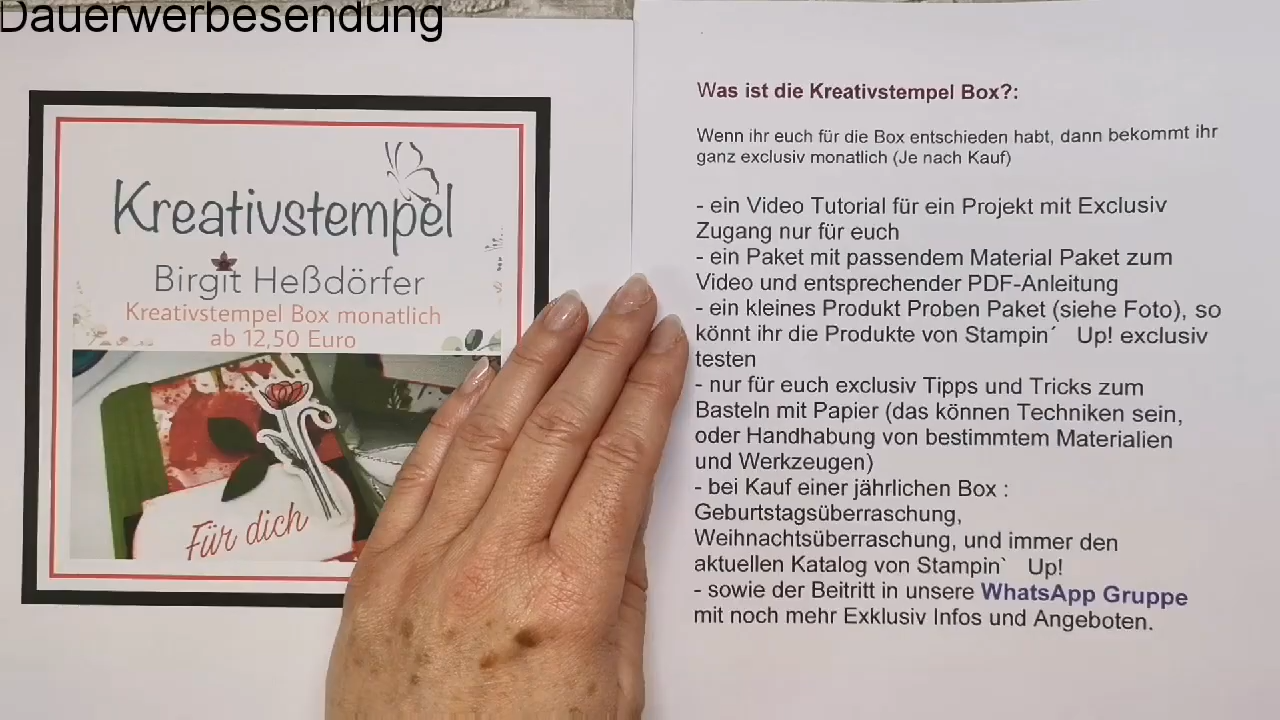 Dauerwerbesendung
Kreativstempel
Birgit Heßdörfer
Kreativstempel Box monatlich
ab 12,50 Euro
Für dich
Was ist die Kreativstempel Box?:
Wenn ihr euch für die Box entschieden habt, dann bekommt ihr
ganz exclusiv monatlich (Je nach Kauf)
- ein Video Tutorial für ein Projekt mit Exclusiv
Zugang nur für euch
- ein Paket mit passendem Material Paket zum
Video und entsprechender PDF-Anleitung
- ein kleines Produkt Proben Paket (siehe Foto), so
könnt ihr die Produkte von Stampin´ Up! exclusiv
testen
- nur für euch exclusiv Tipps und Tricks zum
Basteln mit Papier (das können Techniken sein,
oder Handhabung von bestimmtem Materialien
und Werkzeugen)
- bei Kauf einer jährlichen Box :
Geburtstagsüberraschung,
Weihnachtsüberraschung, und immer den
aktuellen Katalog von Stampin` Up!
- sowie der Beitritt in unsere WhatsApp Gruppe
mit noch mehr Exklusiv Infos und Angeboten.